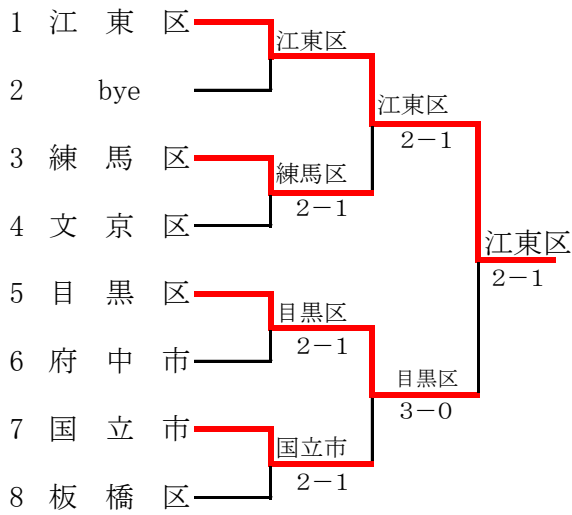 1 江東区
2 bye
3 練馬区
4 文京区
5 目黒区
6 府中市
7 国立市
8 板橋区
江東区
練馬区
2-1
目黒区
2-1
国立市
2-1
江東区
2-1
目黒区
3-0
江東区
2-1